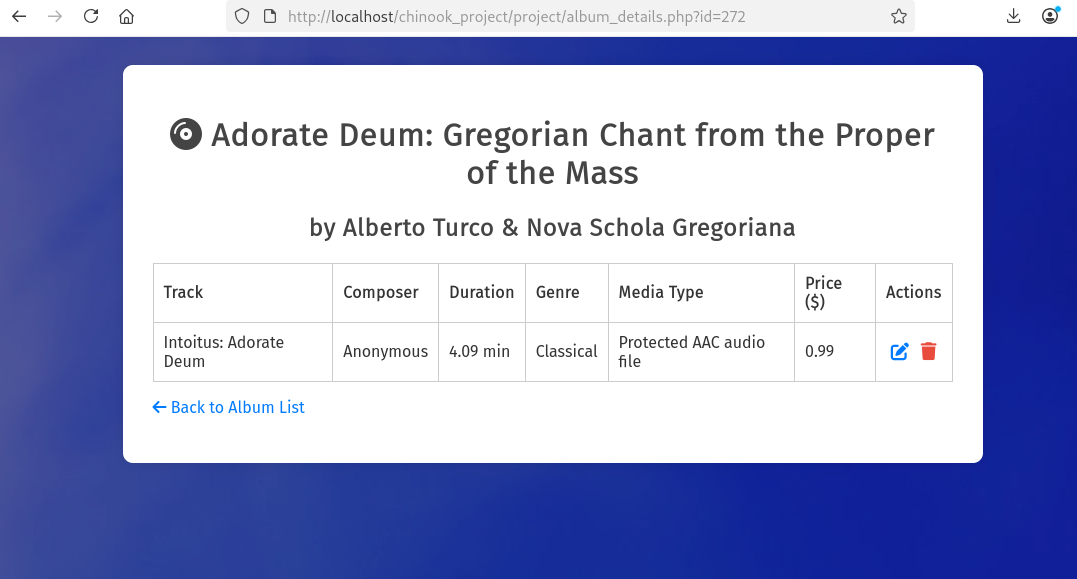 http://localhost/chinook_project/project/album_details.php?id=272
Adorate Deum: Gregorian Chant from the Proper
of the Mass
by Alberto Turco & Nova Schola Gregoriana
Track Composer Duration Genre Media Type Price ($) Actions
Intoitus: Adorate Deum Anonymous 4.09 min Classical Protected AAC audio file 0.99
Back to Album List